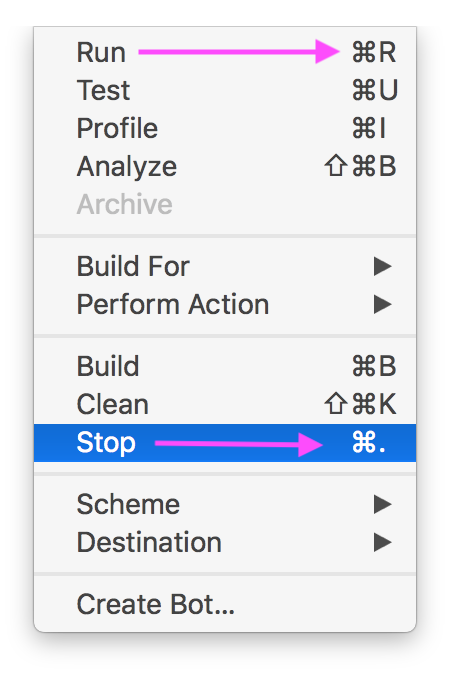 Run ⌘R
Test ⌘U
Profile ⌘I
Analyze ⇧⌘B
Archive
Build For ▶
Perform Action ▶
Build ⌘B
Clean ⇧⌘K
Stop ⌘.
Scheme ▶
Destination ▶
Create Bot...